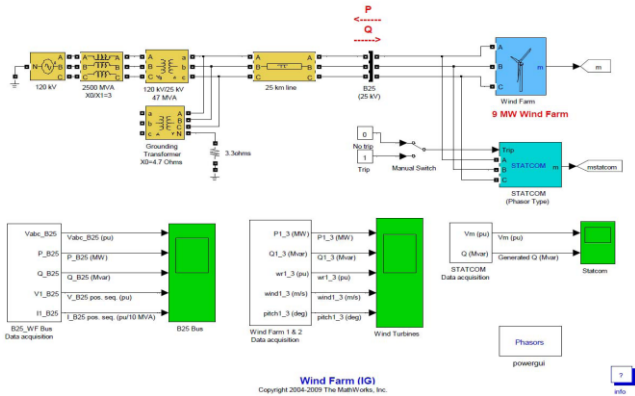 P
<------
Q
------>
N
A
B
C
A
B
C
A
B
C
A
B
C
A
B
C
a
b
c
A
B
C
A
B
C
A
B
C
m
m
120 kV
2500 MVA
X0/X1=3
120 kV/25 kV
47 MVA
25 km line
B25
(25 kV)
Wind Farm
9 MW Wind Farm
a
b
c
A
B
C
N
Grounding
Transformer
X0=4.7 Ohms
3.3ohms
0
No trip
1
Trip
Manual Switch
Trip
A
B
C
STATCOM
m
mstatcom
STATCOM
(Phasor Type)
Vabc_B25
Vabc_B25 (pu)
P_B25
P_B25 (MW)
Q_B25
Q_B25 (Mvar)
V1_B25
V_B25 pos. seq. (pu)
I1_B25
I_B25 pos. seq. (pu/10 MVA)
B25_WF Bus
Data acquisition
B25 Bus
P1_3 (MW)
P1_3 (MW)
Q1_3 (Mvar)
Q1_3 (Mvar)
wr1_3 (pu)
wr1_3 (pu)
wind1_3 (m/s)
wind1_3 (m/s)
pitch1_3 (deg)
pitch1_3 (deg)
Wind Farm 1 & 2
Data acquisition
Wind Turbines
Vm (pu)
Vm (pu)
Q (Mvar)
Generated Q (Mvar)
STATCOM
Data acquisition
Statcom
Phasors
powergui
?
info
Wind Farm (IG)
Copyright 2004-2009 The MathWorks, Inc.